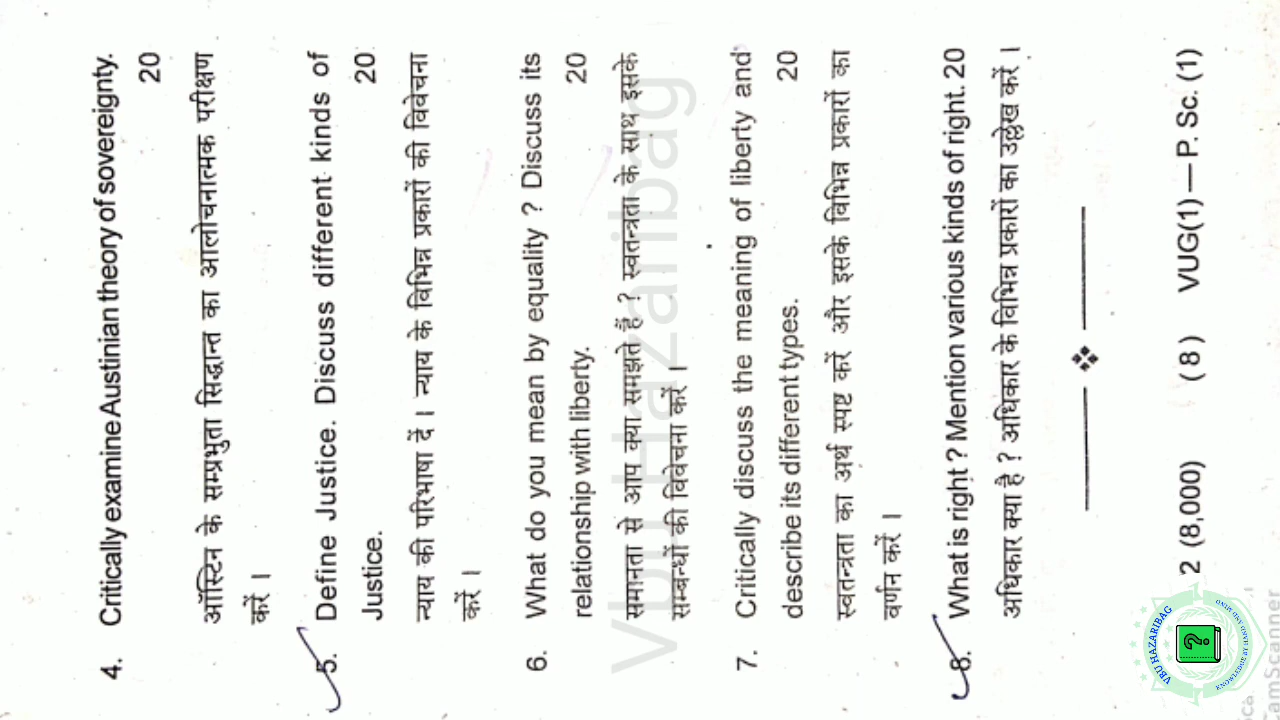 4. Critically examine Austinian theory of sovereignty.
20
ऑस्टिन के सम्प्रभुता सिद्धान्त का आलोचनात्मक परीक्षण
करें ।
5. Define Justice. Discuss different kinds of
Justice. 20
न्याय की परिभाषा दें । न्याय के विभिन्न प्रकारों की विवेचना
करें ।
6. What do you mean by equality ? Discuss its
relationship with liberty. 20
समानता से आप क्या समझते हैं ? स्वतन्त्रता के साथ इसके
सम्बन्धों की विवेचना करें ।
Vbu Hazaribag
7. Critically discuss the meaning of liberty and
describe its different types. 20
स्वतन्त्रता का अर्थ स्पष्ट करें और इसके विभिन्न प्रकारों का
वर्णन करें ।
8. What is right ? Mention various kinds of right. 20
अधिकार क्या है ? अधिकार के विभिन्न प्रकारों का उल्लेख करें ।
2 (8,000) ( 8 ) VUG(1) — P. Sc. (1)
VBU HAZARIBAG
?
CamScanner